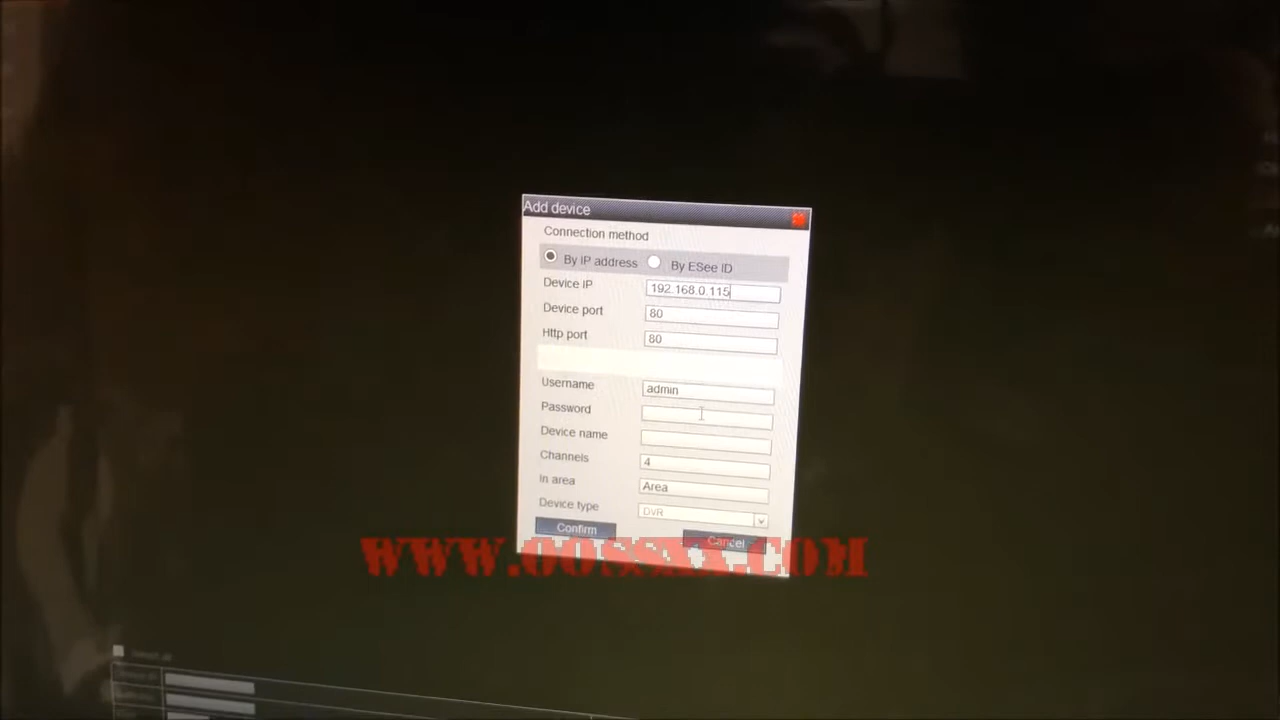 Add device
Connection method
By IP address By ESee ID
Device IP 192.168.0.115
Device port 80
Http port 80
Username admin
Password
Device name
Channels 4
In area Area
Device type DVR
Confirm Cancel